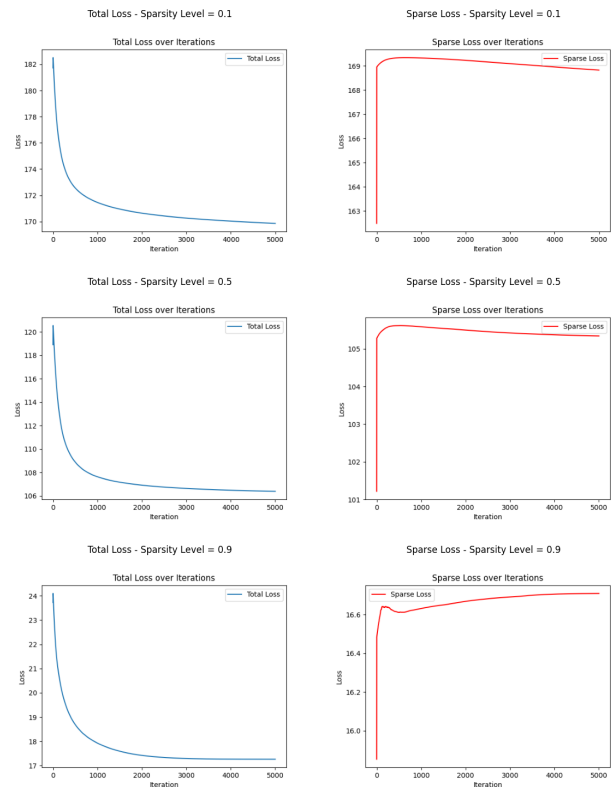 Total Loss - Sparsity Level = 0.1
Total Loss over Iterations
Total Loss
182
180
178
176
174
172
170
Loss
0 1000 2000 3000 4000 5000
Iteration
Sparse Loss - Sparsity Level = 0.1
Sparse Loss over Iterations
Sparse Loss
169
168
167
166
165
164
163
Loss
0 1000 2000 3000 4000 5000
Iteration
Total Loss - Sparsity Level = 0.5
Total Loss over Iterations
Total Loss
120
118
116
114
112
110
108
106
Loss
0 1000 2000 3000 4000 5000
Iteration
Sparse Loss - Sparsity Level = 0.5
Sparse Loss over Iterations
Sparse Loss
105
104
103
102
101
Loss
0 1000 2000 3000 4000 5000
Iteration
Total Loss - Sparsity Level = 0.9
Total Loss over Iterations
Total Loss
24
23
22
21
20
19
18
17
Loss
0 1000 2000 3000 4000 5000
Iteration
Sparse Loss - Sparsity Level = 0.9
Sparse Loss over Iterations
Sparse Loss
16.6
16.4
16.2
16.0
Loss
0 1000 2000 3000 4000 5000
Iteration